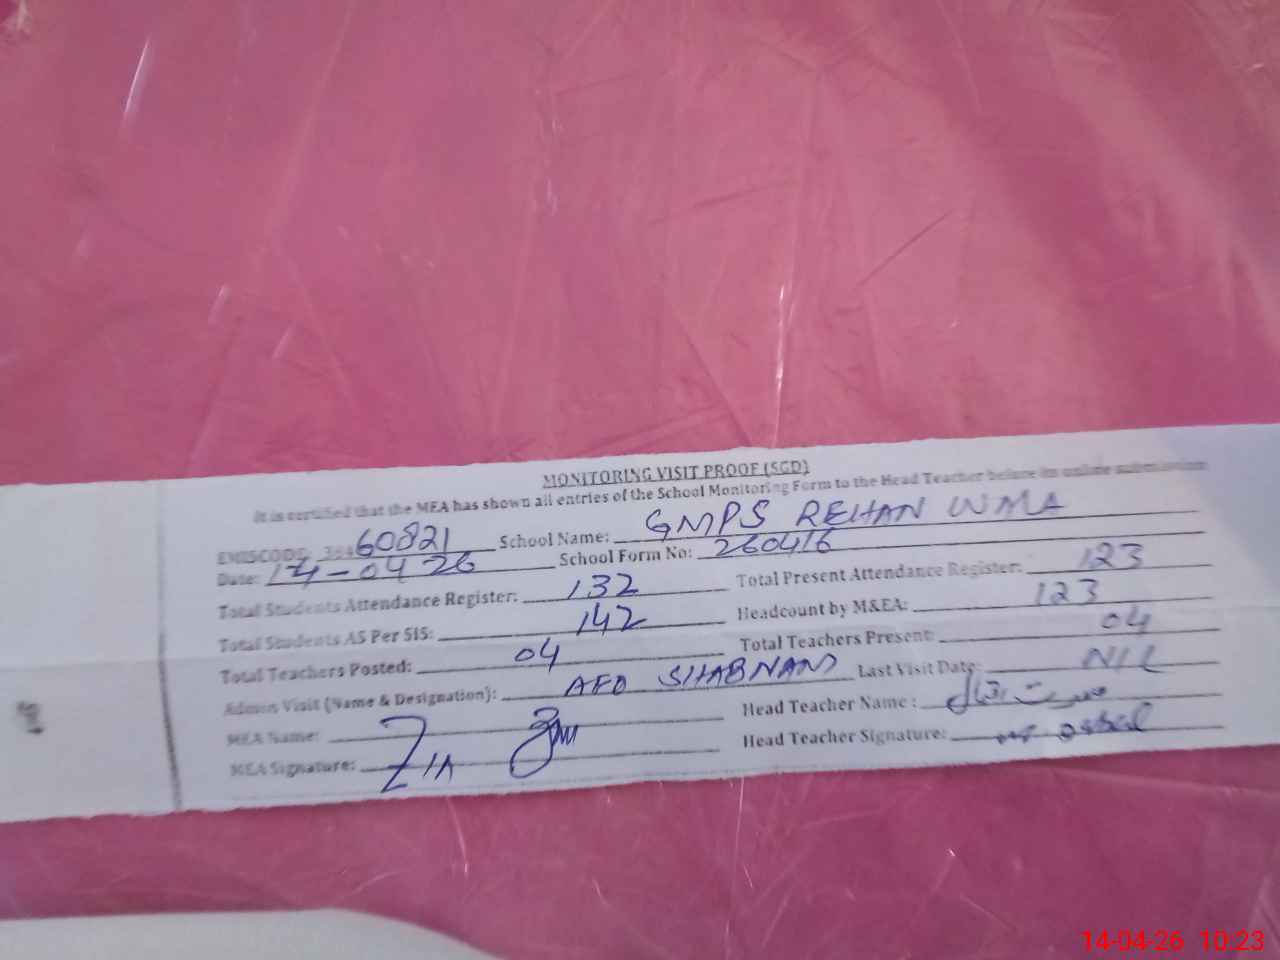 MONITORING VISIT PROOF (SGD)
It is certified that the MEA has shown all entries of the School Monitoring Form to the Head Teacher before its online submission
EMISCODE: 38460821 School Name: GMPS REHAN WALA
Date: 14-04 26 School Form No: 260416
Total Students Attendance Register: 132 Total Present Attendance Register: 123
Total Students AS Per SIS: 142 Headcount by M&EA: 123
Total Teachers Posted: 04 Total Teachers Present: 04
Admin Visit (Name & Designation): AEO SHABNAM Last Visit Date: NIL
MEA Name: Head Teacher Name : مسرت اقبال
MEA Signature: ZIA Head Teacher Signature:
14-04-26 10:23